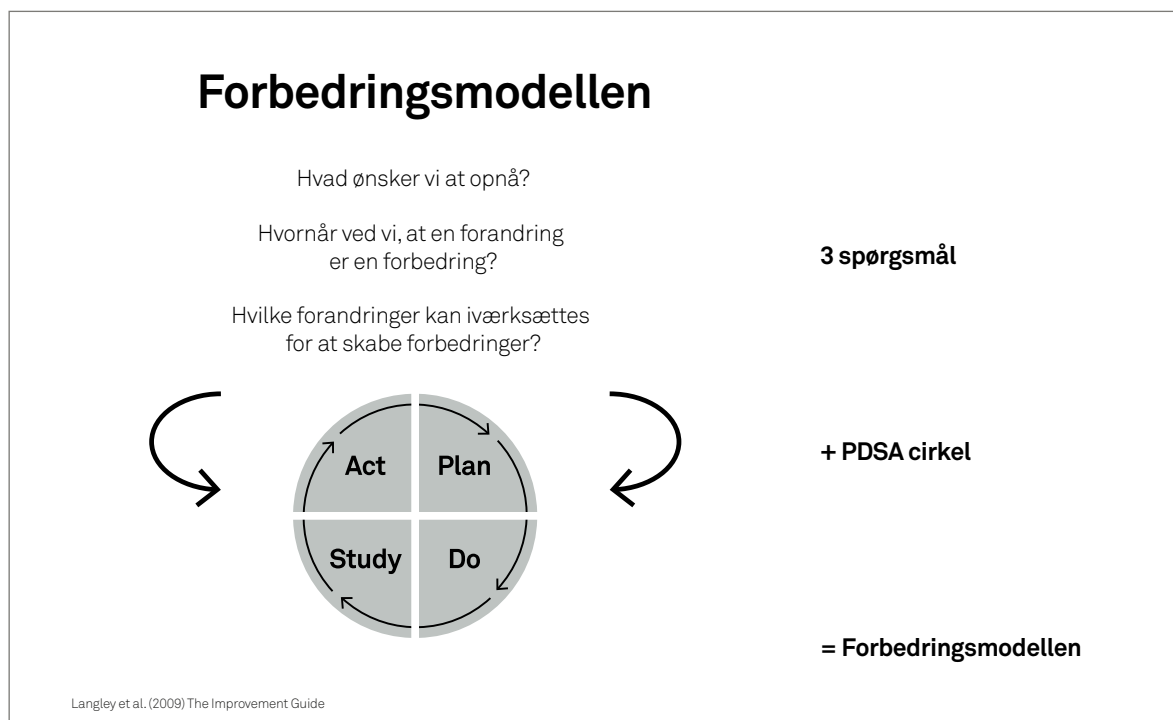 Forbedringsmodellen
Hvad ønsker vi at opnå?
Hvornår ved vi, at en forandring
er en forbedring?
Hvilke forandringer kan iværksættes
for at skabe forbedringer?
3 spørgsmål
Act
Plan
Study
Do
+ PDSA cirkel
= Forbedringsmodellen
Langley et al. (2009) The Improvement Guide